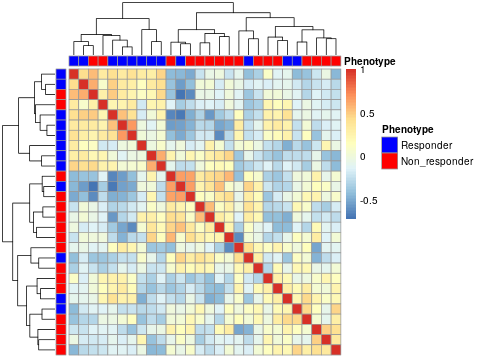 Phenotype
1
0.5
0
-0.5
Phenotype
Responder
Non_responder